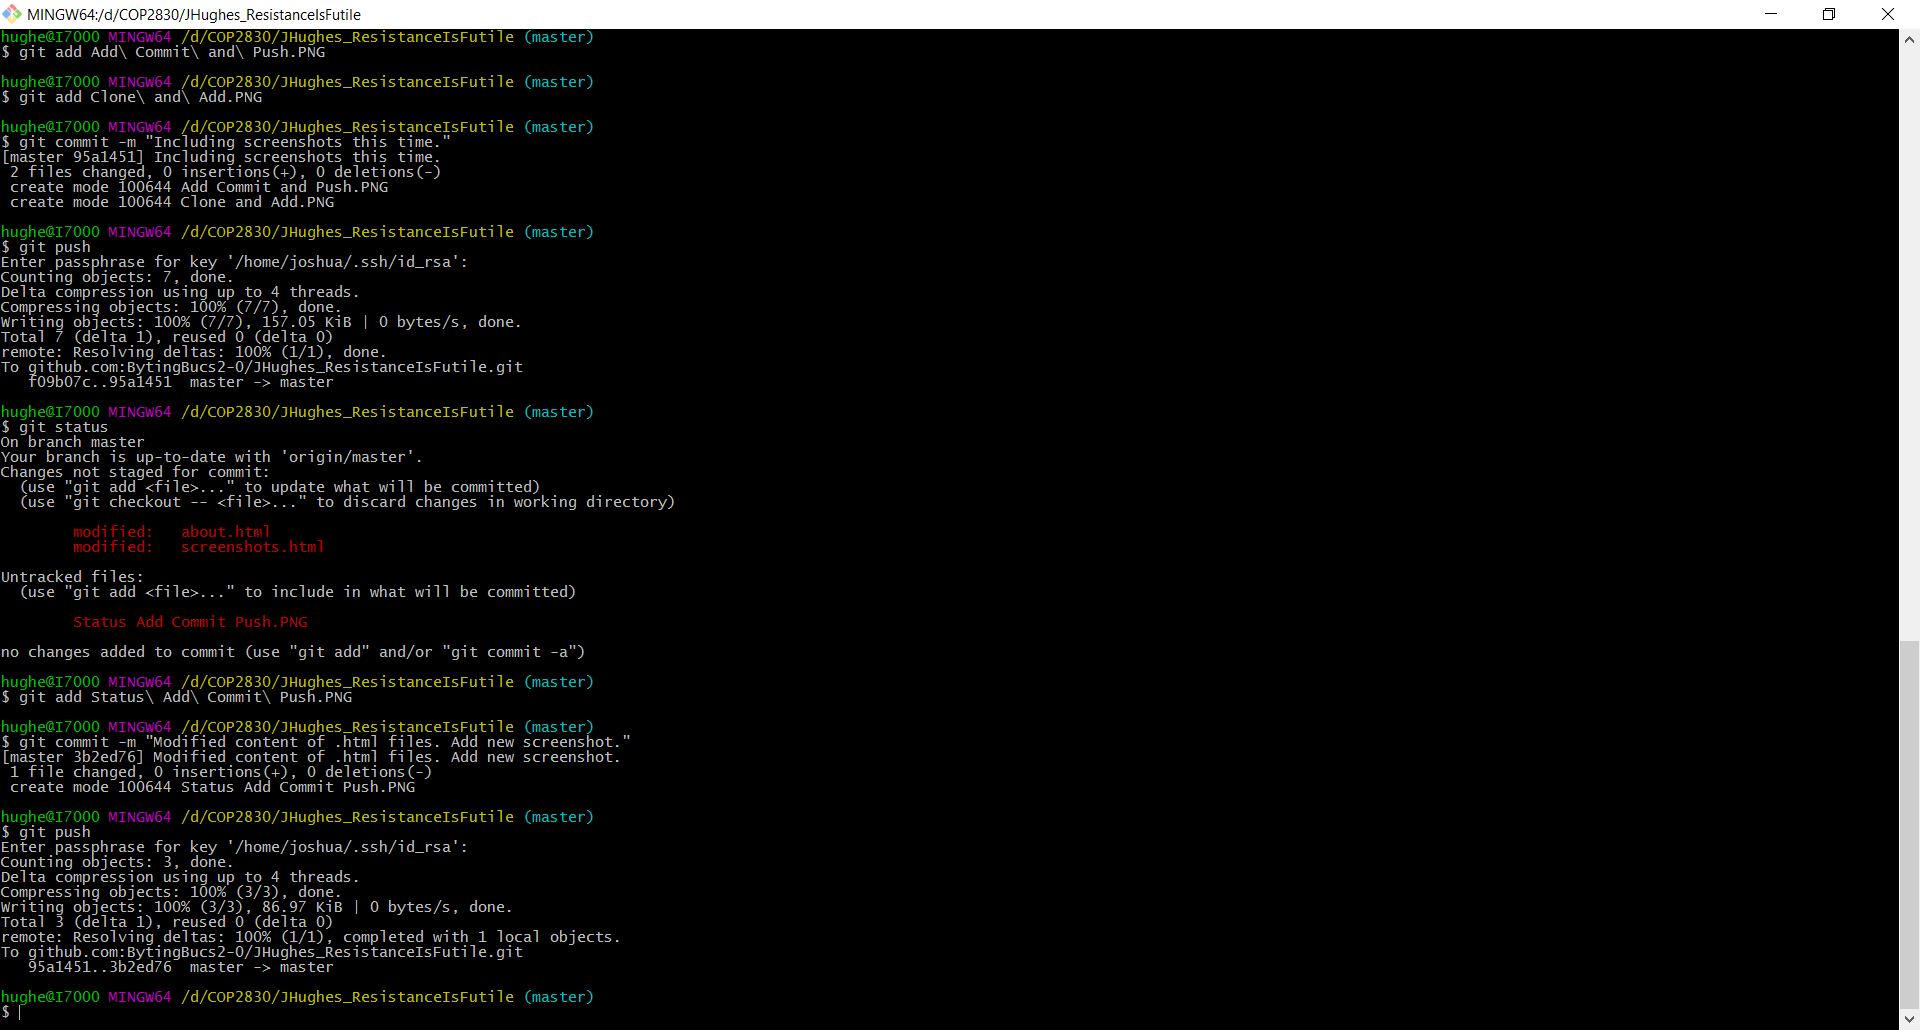 MINGW64:/d/COP2830/JHughes_ResistanceIsFutile
hughe@I7000 MINGW64 /d/COP2830/JHughes_ResistanceIsFutile (master)
$ git add Add\ Commit\ and\ Push.PNG
hughe@I7000 MINGW64 /d/COP2830/JHughes_ResistanceIsFutile (master)
$ git add Clone\ and\ Add.PNG
hughe@I7000 MINGW64 /d/COP2830/JHughes_ResistanceIsFutile (master)
$ git commit -m "Including screenshots this time."
[master 95a1451] Including screenshots this time.
 2 files changed, 0 insertions(+), 0 deletions(-)
 create mode 100644 Add Commit and Push.PNG
 create mode 100644 Clone and Add.PNG
hughe@I7000 MINGW64 /d/COP2830/JHughes_ResistanceIsFutile (master)
$ git push
Enter passphrase for key '/home/joshua/.ssh/id_rsa':
Counting objects: 7, done.
Delta compression using up to 4 threads.
Compressing objects: 100% (7/7), done.
Writing objects: 100% (7/7), 157.05 KiB | 0 bytes/s, done.
Total 7 (delta 1), reused 0 (delta 0)
remote: Resolving deltas: 100% (1/1), done.
To github.com:BytingBucs2-0/JHughes_ResistanceIsFutile.git
   f09b07c..95a1451  master -> master
hughe@I7000 MINGW64 /d/COP2830/JHughes_ResistanceIsFutile (master)
$ git status
On branch master
Your branch is up-to-date with 'origin/master'.
Changes not staged for commit:
  (use "git add <file>..." to update what will be committed)
  (use "git checkout -- <file>..." to discard changes in working directory)
        modified:   about.html
        modified:   screenshots.html
Untracked files:
  (use "git add <file>..." to include in what will be committed)
        Status Add Commit Push.PNG
no changes added to commit (use "git add" and/or "git commit -a")
hughe@I7000 MINGW64 /d/COP2830/JHughes_ResistanceIsFutile (master)
$ git add Status\ Add\ Commit\ Push.PNG
hughe@I7000 MINGW64 /d/COP2830/JHughes_ResistanceIsFutile (master)
$ git commit -m "Modified content of .html files. Add new screenshot."
[master 3b2ed76] Modified content of .html files. Add new screenshot.
 1 file changed, 0 insertions(+), 0 deletions(-)
 create mode 100644 Status Add Commit Push.PNG
hughe@I7000 MINGW64 /d/COP2830/JHughes_ResistanceIsFutile (master)
$ git push
Enter passphrase for key '/home/joshua/.ssh/id_rsa':
Counting objects: 3, done.
Delta compression using up to 4 threads.
Compressing objects: 100% (3/3), done.
Writing objects: 100% (3/3), 86.97 KiB | 0 bytes/s, done.
Total 3 (delta 1), reused 0 (delta 0)
remote: Resolving deltas: 100% (1/1), completed with 1 local objects.
To github.com:BytingBucs2-0/JHughes_ResistanceIsFutile.git
   95a1451..3b2ed76  master -> master
hughe@I7000 MINGW64 /d/COP2830/JHughes_ResistanceIsFutile (master)
$